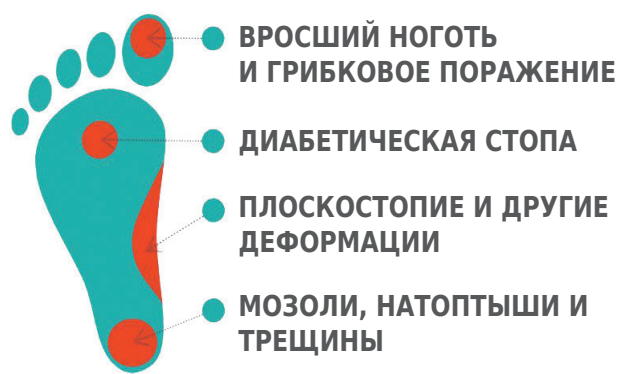 ВРОСШИЙ НОГОТЬ
И ГРИБКОВОЕ ПОРАЖЕНИЕ
ДИАБЕТИЧЕСКАЯ СТОПА
ПЛОСКОСТОПИЕ И ДРУГИЕ
ДЕФОРМАЦИИ
МОЗОЛИ, НАТОПТЫШИ И
ТРЕЩИНЫ